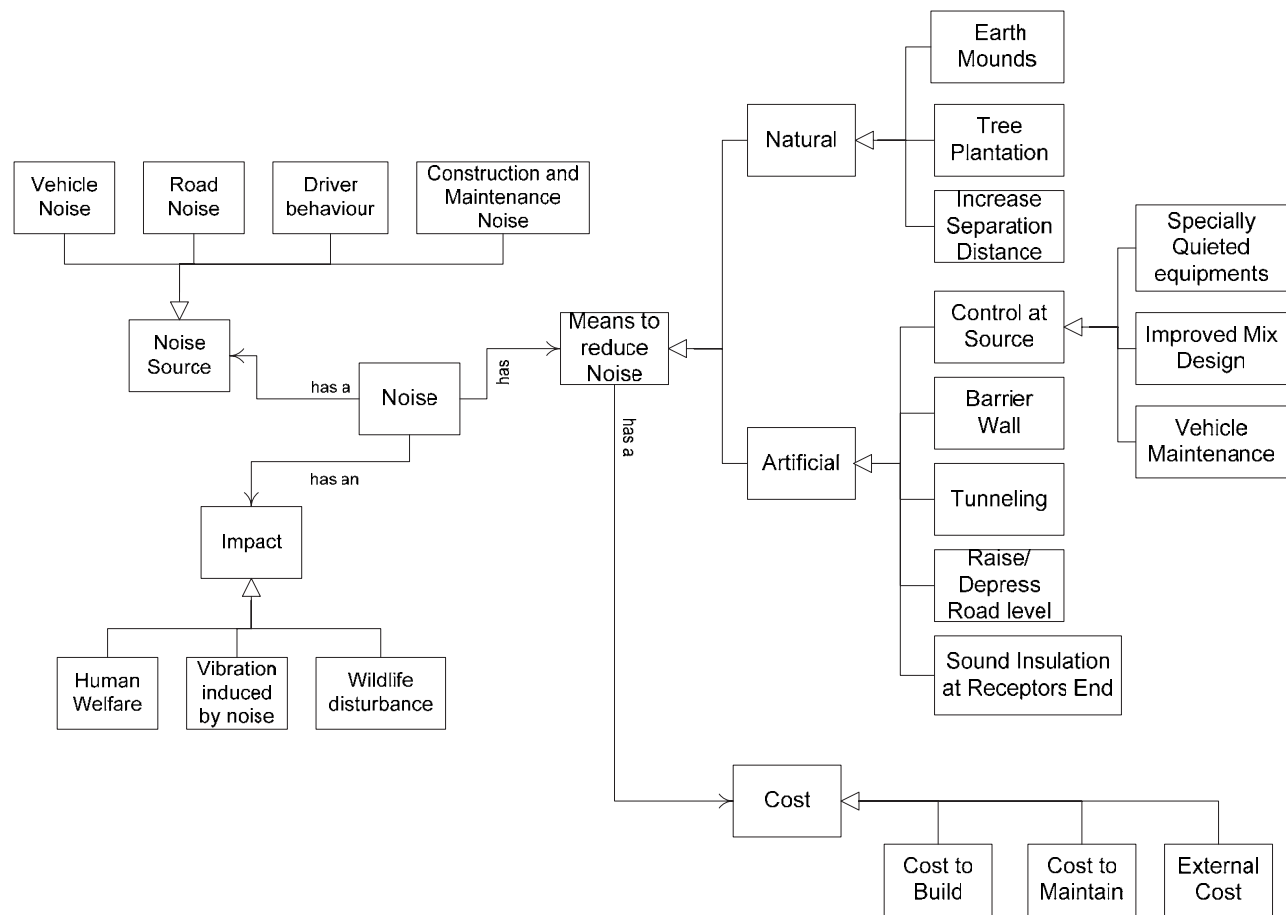 Earth
Mounds
Natural
Tree
Plantation
Increase
Separation
Distance
Vehicle
Noise
Road
Noise
Driver
behaviour
Construction and
Maintenance
Noise
Specially
Quieted
equipments
Noise
Source
Means to
reduce
Noise
Control at
Source
Improved Mix
Design
has a
Noise
has
Barrier
Wall
Vehicle
Maintenance
has a
Artificial
has an
Tunneling
Impact
Raise/
Depress
Road level
Human
Welfare
Vibration
induced
by noise
Wildlife
disturbance
Sound Insulation
at Receptors End
Cost
Cost to
Build
Cost to
Maintain
External
Cost